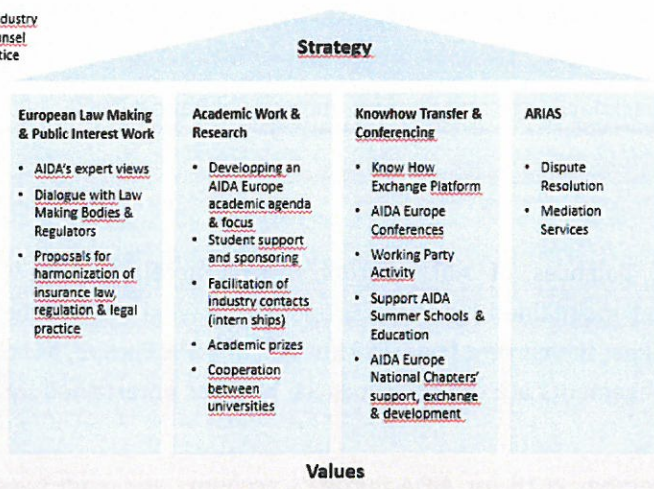 dustry
unsel
tice
Strategy
European Law Making
& Public Interest Work
• AIDA's expert views
• Dialogue with Law
Making Bodies &
Regulators
• Proposals for
harmonization of
insurance law,
regulation & legal
practice
Academic Work &
Research
• Developping an
AIDA Europe
academic agenda
& focus
• Student support
and sponsoring
• Facilitation of
industry contacts
(intern ships)
• Academic prizes
• Cooperation
between
universities
Knowhow Transfer &
Conferencing
• Know How
Exchange Platform
• AIDA Europe
Conferences
• Working Party
Activity
• Support AIDA
Summer Schools &
Education
• AIDA Europe
National Chapters'
support, exchange
& development
ARIAS
• Dispute
Resolution
• Mediation
Services
Values